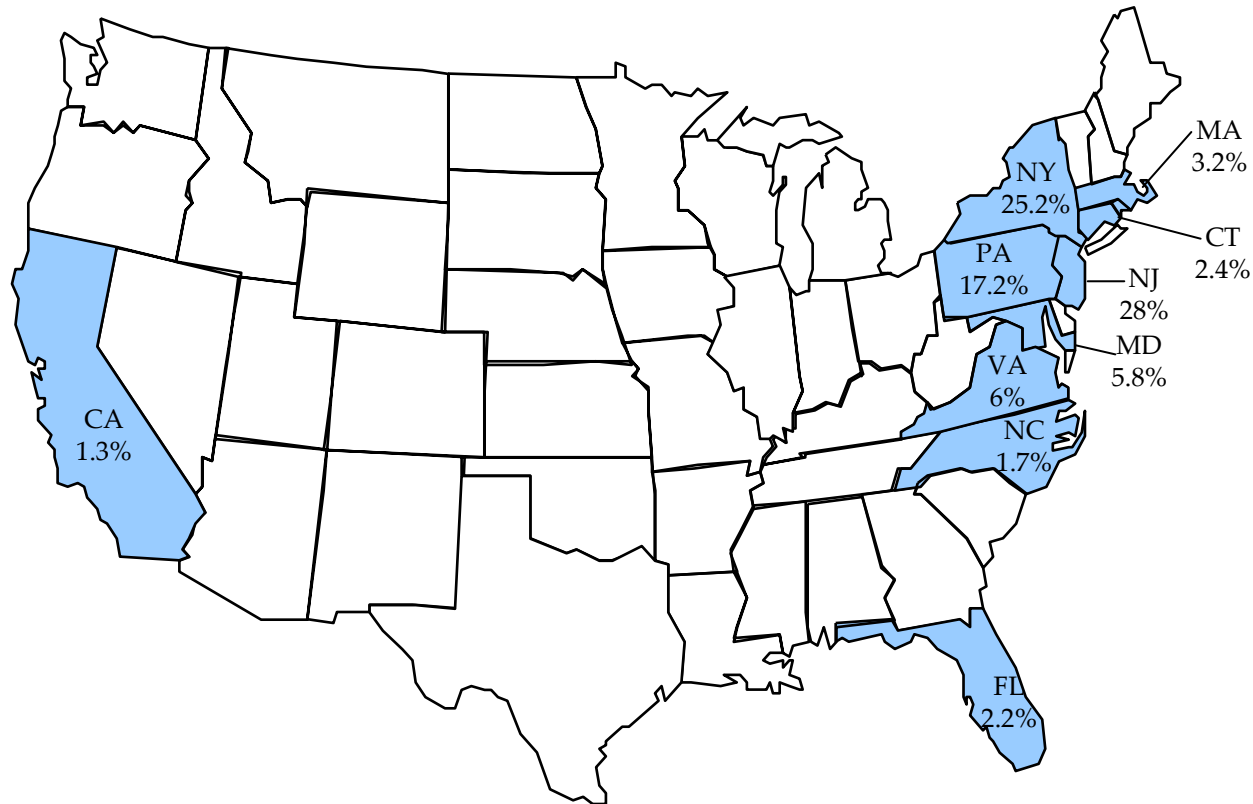 MA
3.2%
NY
25.2%
CT
2.4%
PA
17.2%
NJ
28%
MD
5.8%
VA
6%
CA
1.3%
NC
1.7%
FL
2.2%